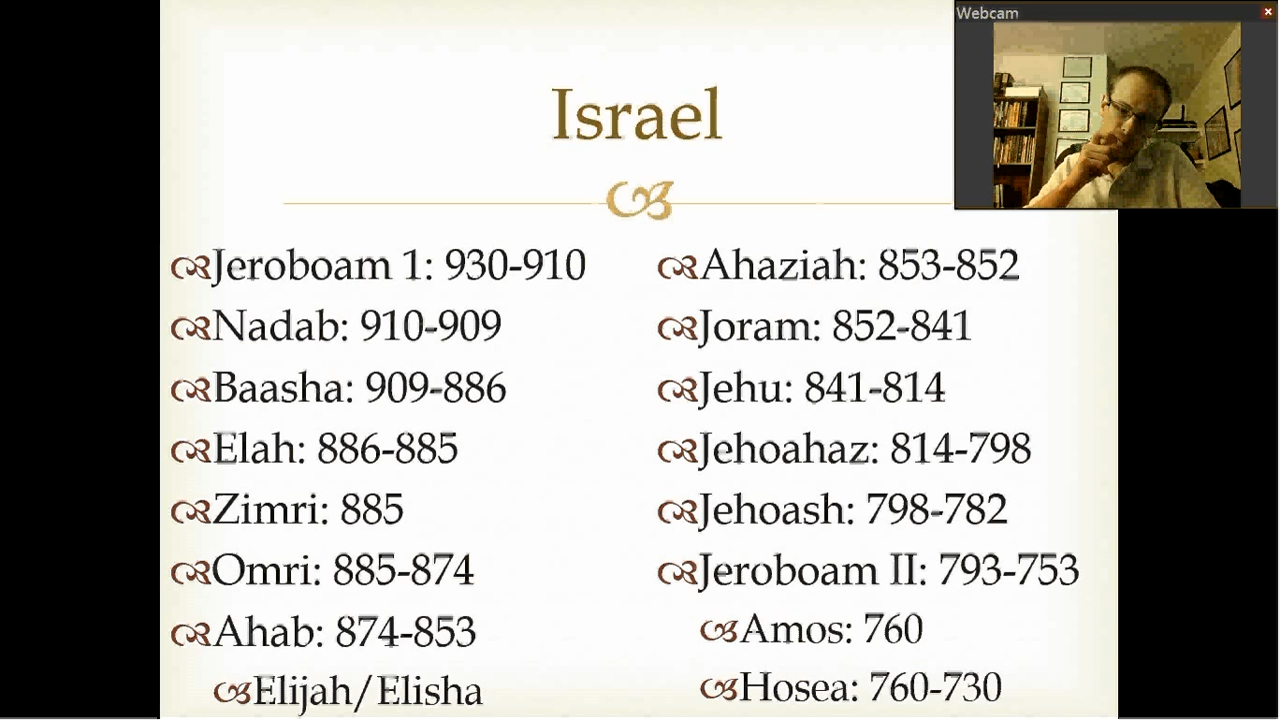 Webcam
Israel
Jeroboam 1: 930-910
Nadab: 910-909
Baasha: 909-886
Elah: 886-885
Zimri: 885
Omri: 885-874
Ahab: 874-853
Elijah/Elisha
Ahaziah: 853-852
Joram: 852-841
Jehu: 841-814
Jehoahaz: 814-798
Jehoash: 798-782
Jeroboam II: 793-753
Amos: 760
Hosea: 760-730